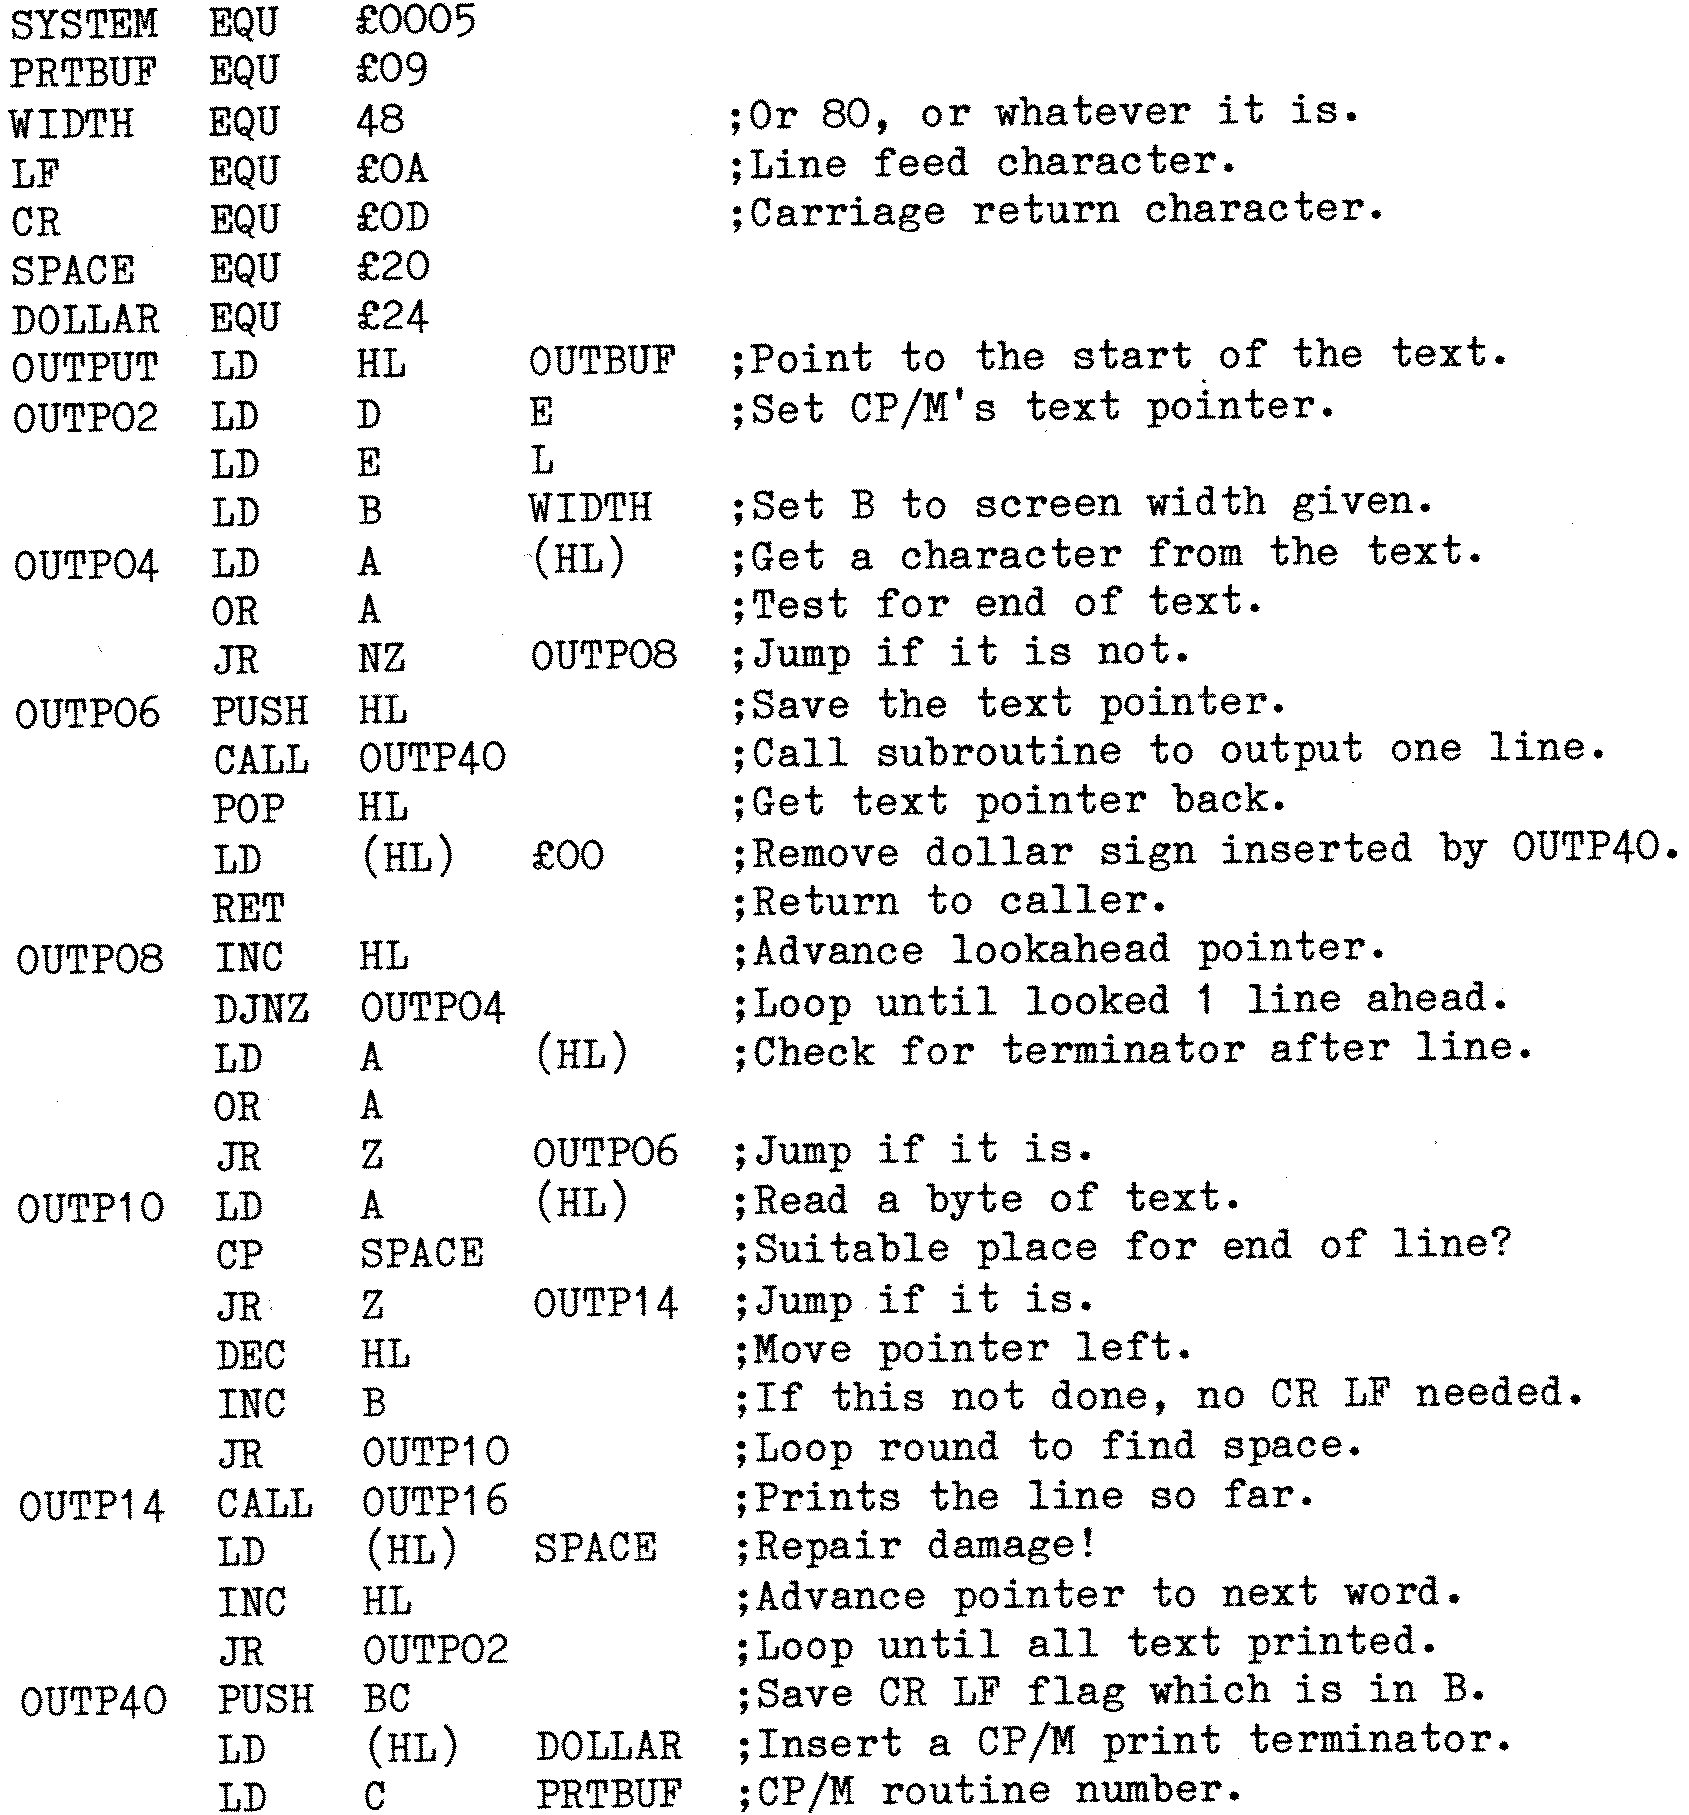 SYSTEM EQU £0005
PRTBUF EQU £09
WIDTH EQU 48 ;Or 80, or whatever it is.
LF EQU £0A ;Line feed character.
CR EQU £0D ;Carriage return character.
SPACE EQU £20
DOLLAR EQU £24
OUTPUT LD HL OUTBUF ;Point to the start of the text.
OUTP02 LD D E ;Set CP/M's text pointer.
LD E L
LD B WIDTH ;Set B to screen width given.
OUTP04 LD A (HL) ;Get a character from the text.
OR A ;Test for end of text.
JR NZ OUTP08 ;Jump if it is not.
OUTP06 PUSH HL ;Save the text pointer.
CALL OUTP40 ;Call subroutine to output one line.
POP HL ;Get text pointer back.
LD (HL) £00 ;Remove dollar sign inserted by OUTP40.
RET ;Return to caller.
OUTP08 INC HL ;Advance lookahead pointer.
DJNZ OUTP04 ;Loop until looked 1 line ahead.
LD A (HL) ;Check for terminator after line.
OR A
JR Z OUTP06 ;Jump if it is.
OUTP10 LD A (HL) ;Read a byte of text.
CP SPACE ;Suitable place for end of line?
JR Z OUTP14 ;Jump if it is.
DEC HL ;Move pointer left.
INC B ;If this not done, no CR LF needed.
JR OUTP10 ;Loop round to find space.
OUTP14 CALL OUTP16 ;Prints the line so far.
LD (HL) SPACE ;Repair damage!
INC HL ;Advance pointer to next word.
JR OUTP02 ;Loop until all text printed.
OUTP40 PUSH BC ;Save CR LF flag which is in B.
LD (HL) DOLLAR ;Insert a CP/M print terminator.
LD C PRTBUF ;CP/M routine number.